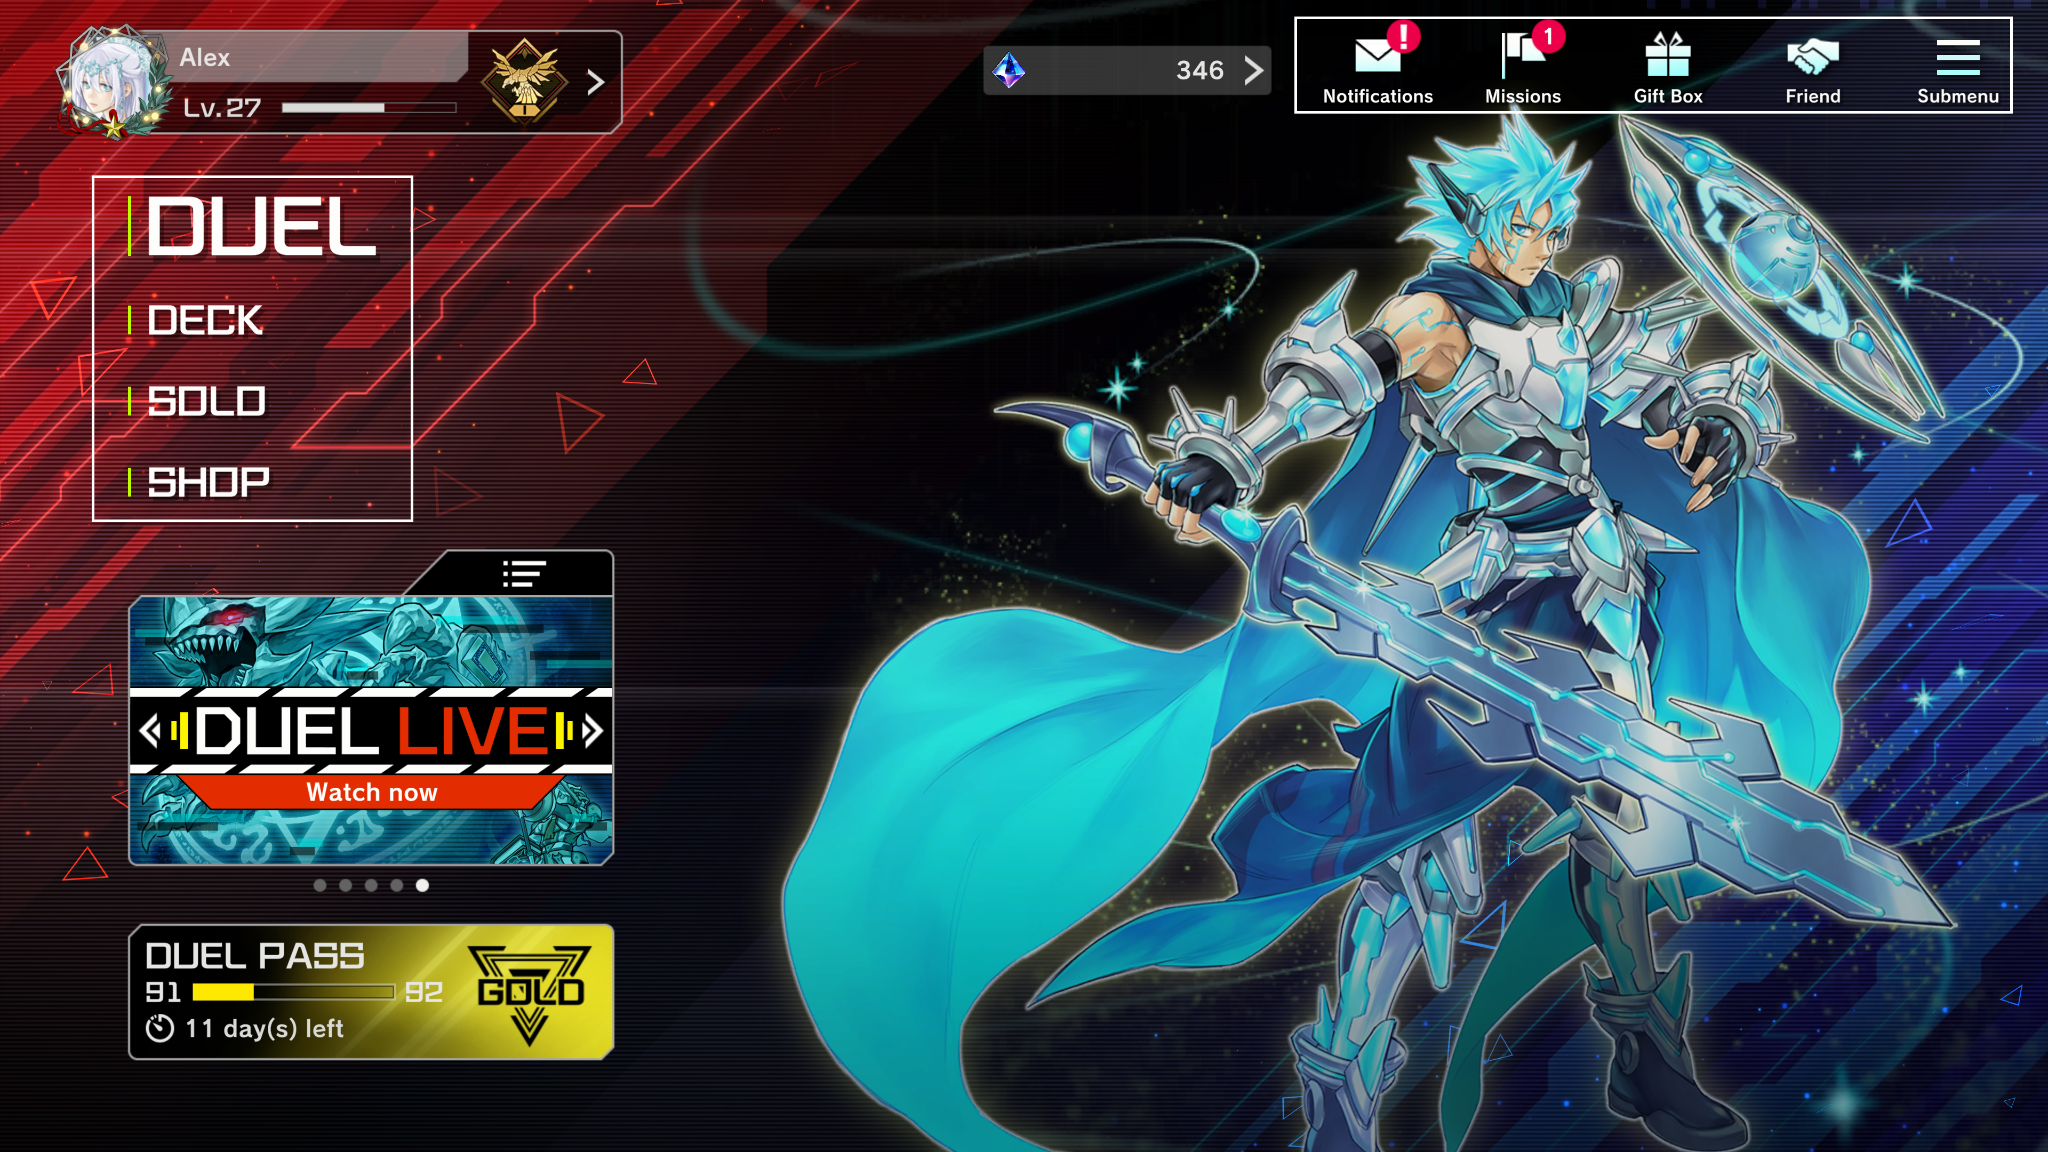 Alex
Lv.27
I
346
!
Notifications
1
Missions
Gift Box
Friend
Submenu
DUEL
DECK
SOLO
SHOP
DUEL LIVE
Watch now
DUEL PASS
91 92
11 day(s) left
GOLD